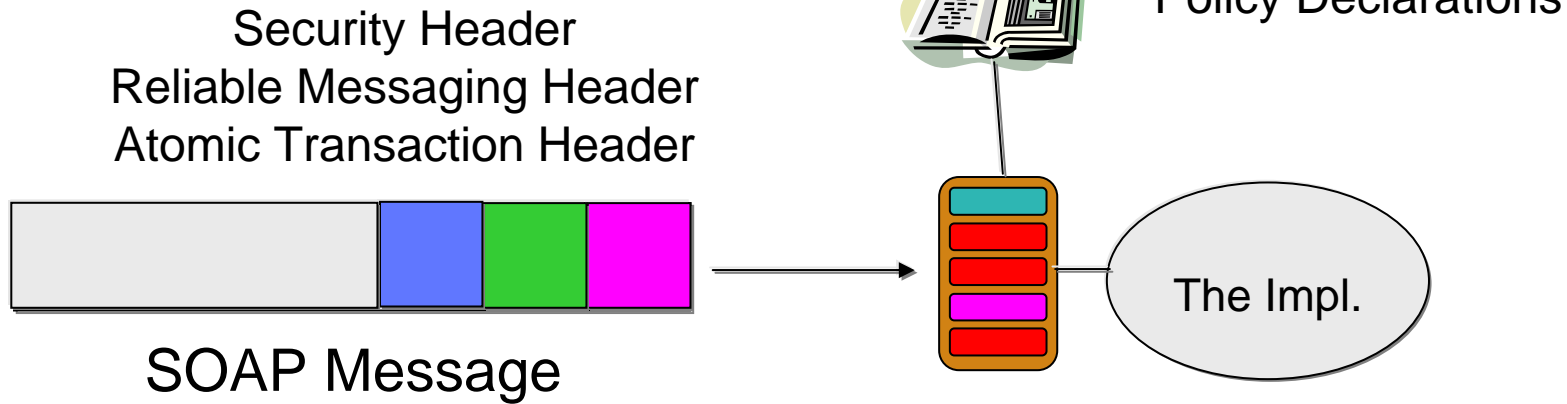 Policy Declarations
Security Header
Reliable Messaging Header
Atomic Transaction Header
The Impl.
SOAP Message